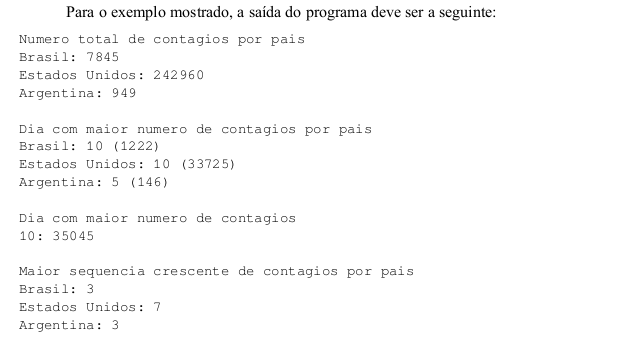 Para o exemplo mostrado, a saída do programa deve ser a seguinte:
Numero total de contagios por pais
Brasil: 7845
Estados Unidos: 242960
Argentina: 949
Dia com maior numero de contagios por pais
Brasil: 10 (1222)
Estados Unidos: 10 (33725)
Argentina: 5 (146)
Dia com maior numero de contagios
10: 35045
Maior sequencia crescente de contagios por pais
Brasil: 3
Estados Unidos: 7
Argentina: 3